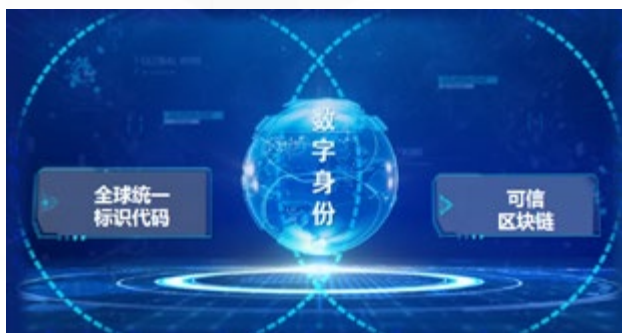 全球统一
标识代码
数字身份
可信
区块链